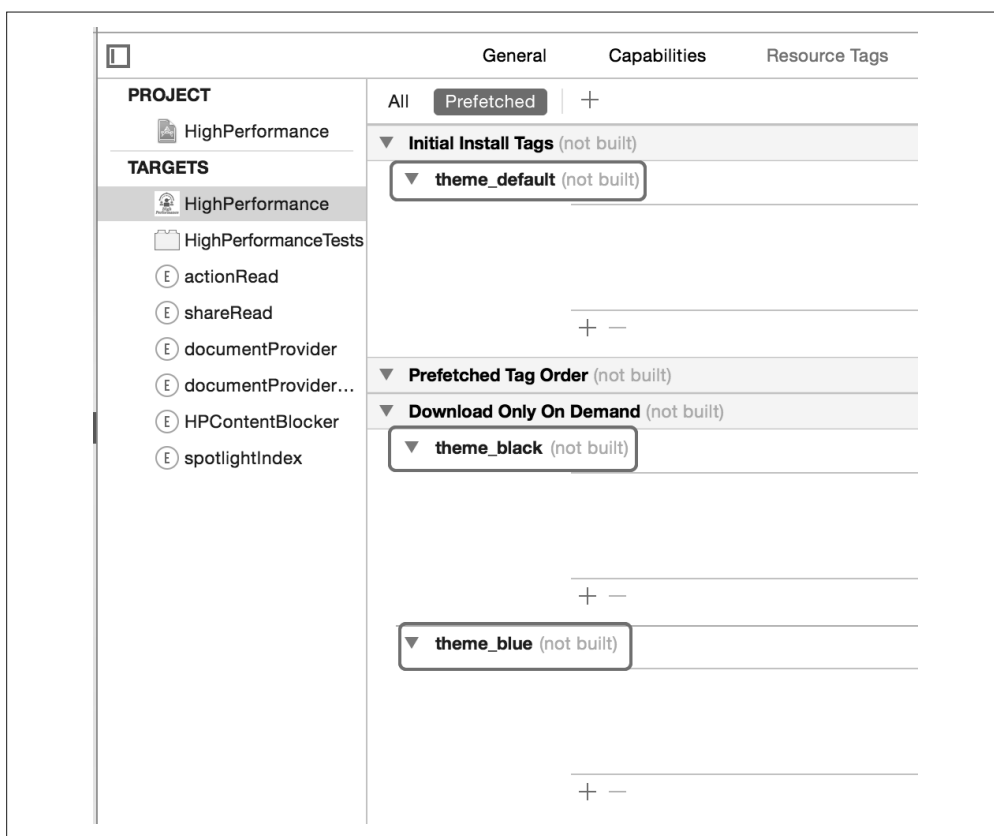 General Capabilities Resource Tags
PROJECT
HighPerformance
TARGETS
HighPerformance
HighPerformanceTests
E actionRead
E shareRead
E documentProvider
E documentProvider...
E HPContentBlocker
E spotlightIndex
All Prefetched +
Initial Install Tags (not built)
theme_default (not built)
+ −
Prefetched Tag Order (not built)
Download Only On Demand (not built)
theme_black (not built)
+ −
theme_blue (not built)
+ −